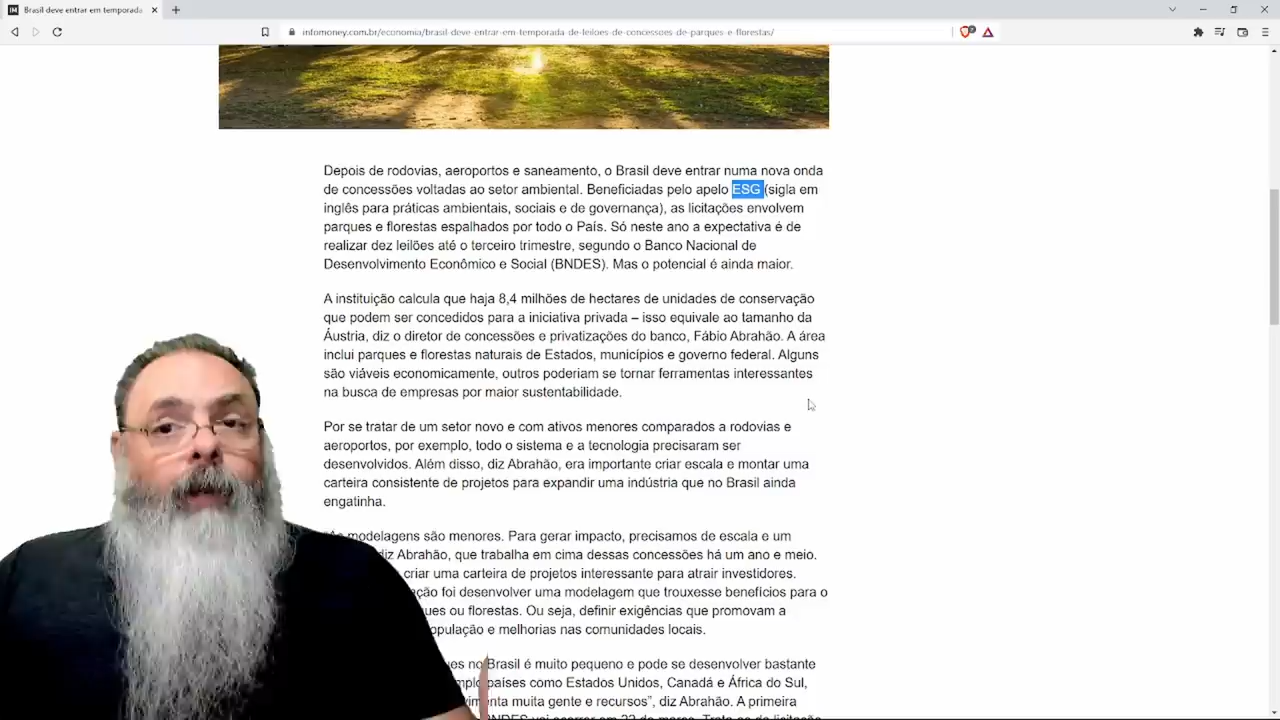 Brasil deve entrar em temporada
infomoney.com.br/economia/brasil-deve-entrar-em-temporada-de-leiloes-de-concessoes-de-parques-e-florestas/
Depois de rodovias, aeroportos e saneamento, o Brasil deve entrar numa nova onda
de concessões voltadas ao setor ambiental. Beneficiadas pelo apelo ESG (sigla em
inglês para práticas ambientais, sociais e de governança), as licitações envolvem
parques e florestas espalhados por todo o País. Só neste ano a expectativa é de
realizar dez leilões até o terceiro trimestre, segundo o Banco Nacional de
Desenvolvimento Econômico e Social (BNDES). Mas o potencial é ainda maior.
A instituição calcula que haja 8,4 milhões de hectares de unidades de conservação
que podem ser concedidos para a iniciativa privada – isso equivale ao tamanho da
Áustria, diz o diretor de concessões e privatizações do banco, Fábio Abrahão. A área
inclui parques e florestas naturais de Estados, municípios e governo federal. Alguns
são viáveis economicamente, outros poderiam se tornar ferramentas interessantes
na busca de empresas por maior sustentabilidade.
Por se tratar de um setor novo e com ativos menores comparados a rodovias e
aeroportos, por exemplo, todo o sistema e a tecnologia precisaram ser
desenvolvidos. Além disso, diz Abrahão, era importante criar escala e montar uma
carteira consistente de projetos para expandir uma indústria que no Brasil ainda
engatinha.
modelagens são menores. Para gerar impacto, precisamos de escala e um
diz Abrahão, que trabalha em cima dessas concessões há um ano e meio.
criar uma carteira de projetos interessante para atrair investidores.
ação foi desenvolver uma modelagem que trouxesse benefícios para o
ues ou florestas. Ou seja, definir exigências que promovam a
opulação e melhorias nas comunidades locais.
ues no Brasil é muito pequeno e pode se desenvolver bastante
países como Estados Unidos, Canadá e África do Sul,
enta muita gente e recursos”, diz Abrahão. A primeira